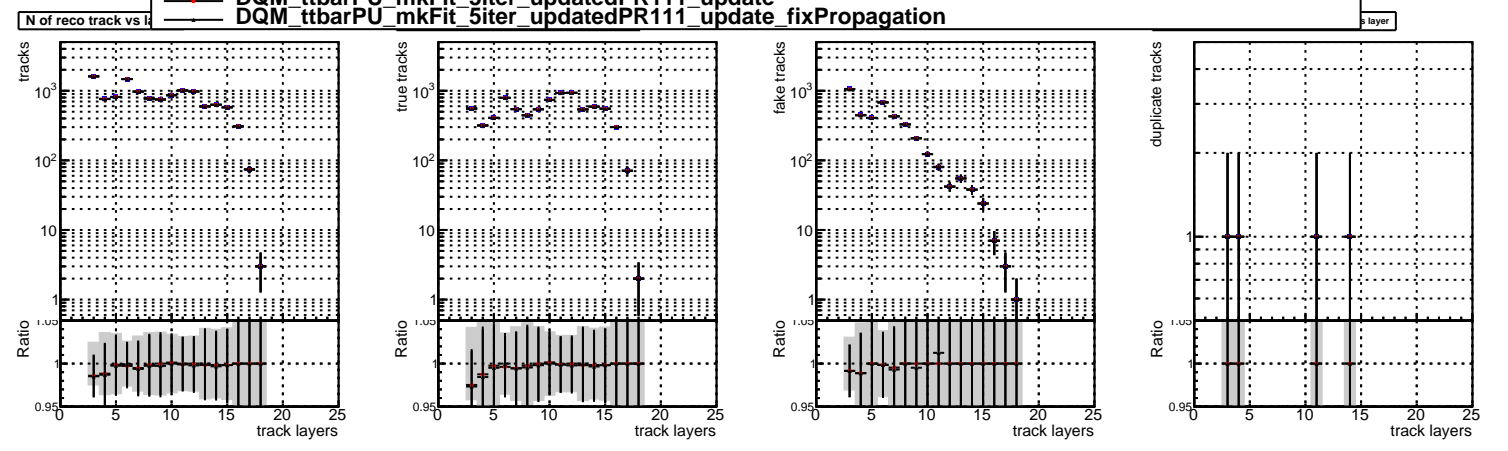 DQM_ttbarPU_mkFit_5iter_updatedPR111_update
DQM_ttbarPU_mkFit_5iter_updatedPR111_update_fixPropagation
N of reco track vs
s layer
tracks
10³
10²
10
1
Ratio
1.05
1
0.95
0 5 10 15 20 25
track layers
true tracks
10³
10²
10
1
Ratio
1.05
1
0.95
0 5 10 15 20 25
track layers
fake tracks
10³
10²
10
1
Ratio
1.05
1
0.95
0 5 10 15 20 25
track layers
duplicate tracks
1
Ratio
1.05
1
0.95
0 5 10 15 20 25
track layers